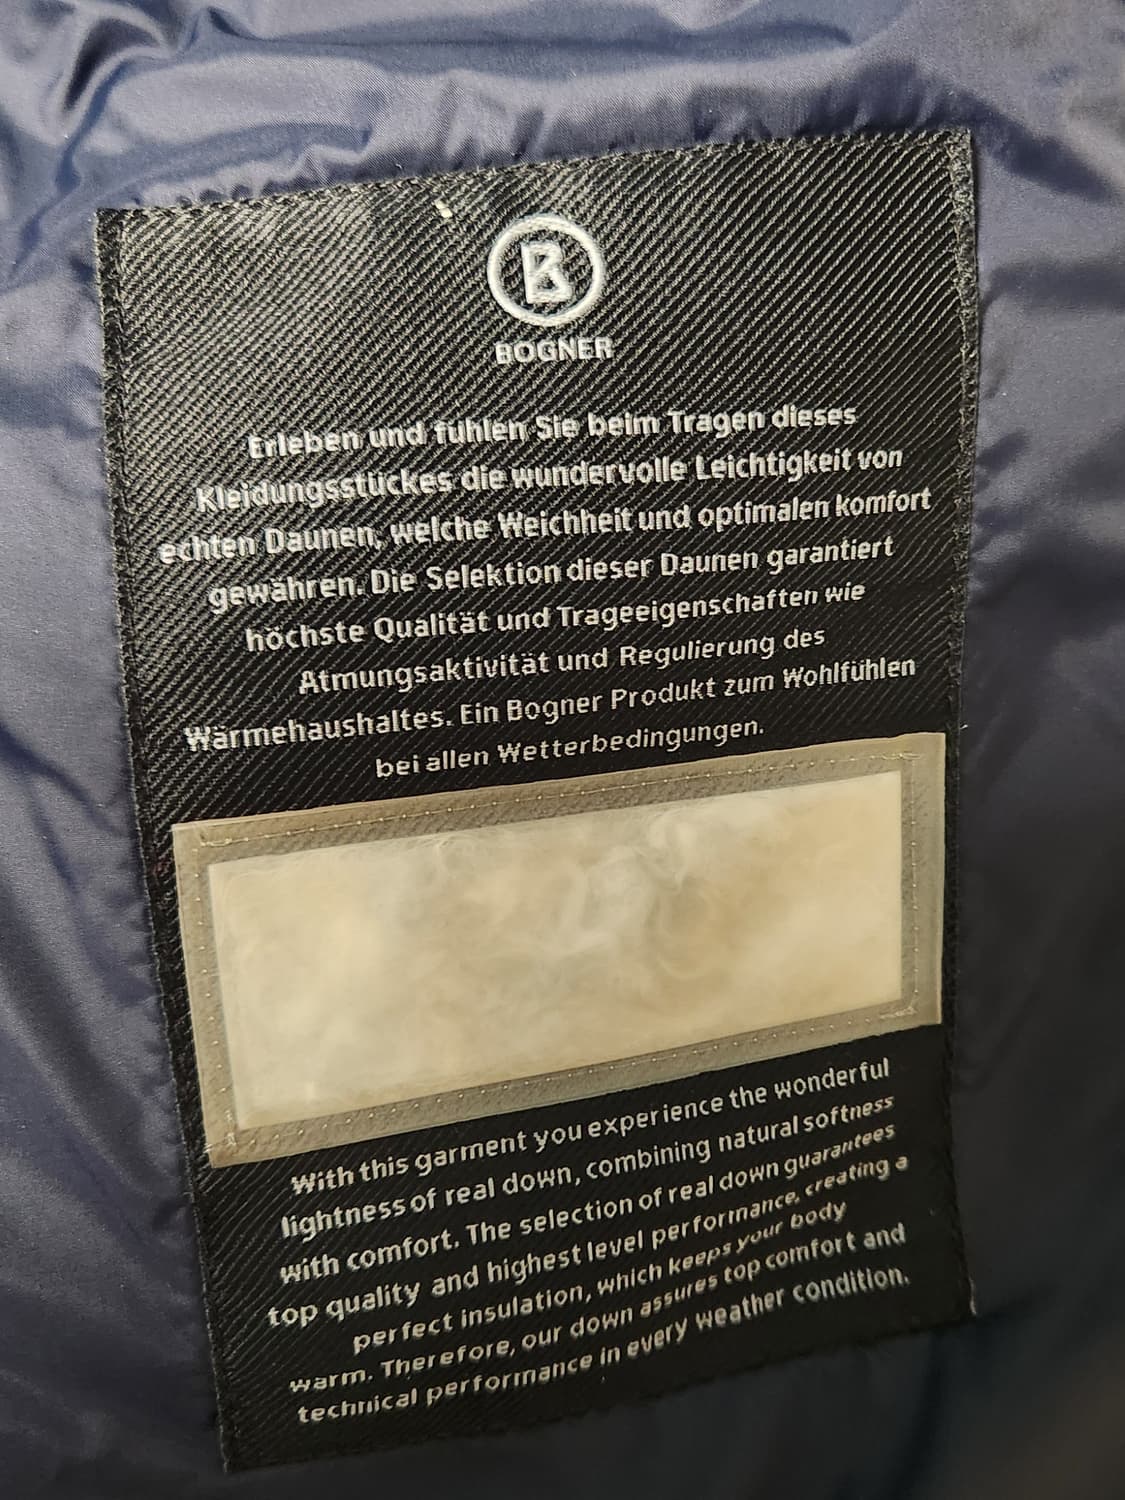 B
BOGNER
Erleben und fühlen Sie beim Tragen dieses
Kleidungsstückes die wundervolle Leichtigkeit von
echten Daunen, welche Weichheit und optimalen komfort
gewähren. Die Selektion dieser Daunen garantiert
höchste Qualität und Trageeigenschaften wie
Atmungsaktivität und Regulierung des
Wärmehaushaltes. Ein Bogner Produkt zum Wohlfühlen
bei allen Wetterbedingungen.
With this garment you experience the wonderful
lightness of real down, combining natural softness
with comfort. The selection of real down guarantees
top quality and highest level performance, creating a
perfect insulation, which keeps your body
warm. Therefore, our down assures top comfort and
technical performance in every weather condition.